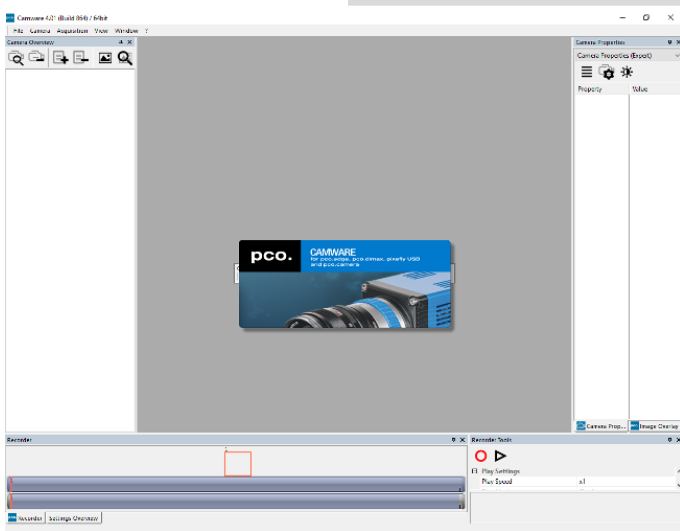 Camware 4.01 (Build 864) / 64bit
File Camera Acquisition View Window ?
Camera Overview
Camera Properties
Camera Properties (Expert)
Property Value
pco.
CAMWARE
for pco.edge, pco.dimax, pixelfly USB
and pco.camera
Camera Prop... Image Overlay
Recorder
Recorder Tools
Play Settings
Play Speed x1
Recorder Settings Overview